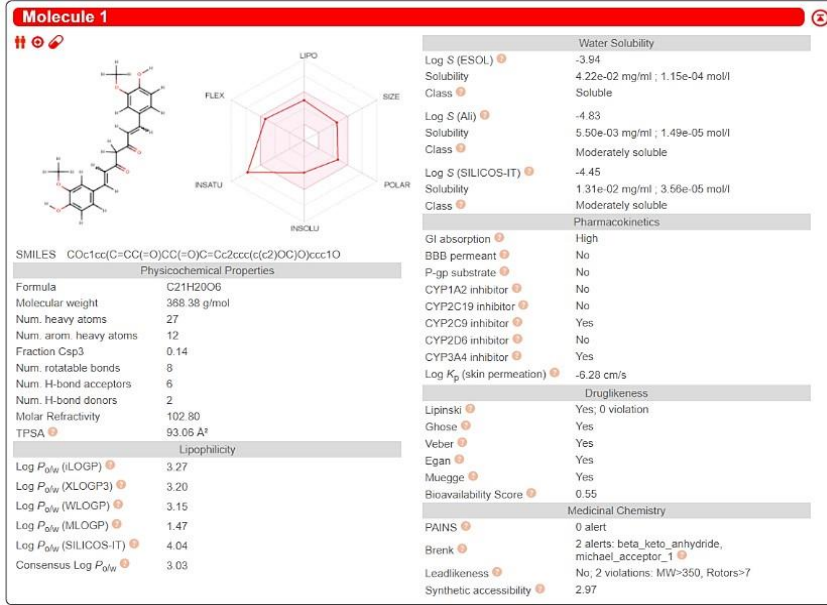 Molecule 1
LIPO
FLEX
SIZE
INSATU
POLAR
INSOLU
SMILES COc1cc(C=CC(=O)CC(=O)C=Cc2ccc(c(c2)OC)O)ccc1O
Physicochemical Properties
Formula C21H20O6
Molecular weight 368.38 g/mol
Num. heavy atoms 27
Num. arom. heavy atoms 12
Fraction Csp3 0.14
Num. rotatable bonds 8
Num. H-bond acceptors 6
Num. H-bond donors 2
Molar Refractivity 102.80
TPSA 93.06 Å²
Lipophilicity
Log Po/w (iLOGP) 3.27
Log Po/w (XLOGP3) 3.20
Log Po/w (WLOGP) 3.15
Log Po/w (MLOGP) 1.47
Log Po/w (SILICOS-IT) 4.04
Consensus Log Po/w 3.03
Water Solubility
Log S (ESOL) -3.94
Solubility 4.22e-02 mg/ml ; 1.15e-04 mol/l
Class Soluble
Log S (Ali) -4.83
Solubility 5.50e-03 mg/ml ; 1.49e-05 mol/l
Class Moderately soluble
Log S (SILICOS-IT) -4.45
Solubility 1.31e-02 mg/ml ; 3.56e-05 mol/l
Class Moderately soluble
Pharmacokinetics
GI absorption High
BBB permeant No
P-gp substrate No
CYP1A2 inhibitor No
CYP2C19 inhibitor No
CYP2C9 inhibitor Yes
CYP2D6 inhibitor No
CYP3A4 inhibitor Yes
Log Kp (skin permeation) -6.28 cm/s
Druglikeness
Lipinski Yes; 0 violation
Ghose Yes
Veber Yes
Egan Yes
Muegge Yes
Bioavailability Score 0.55
Medicinal Chemistry
PAINS 0 alert
Brenk 2 alerts: beta_keto_anhydride,
michael_acceptor_1
Leadlikeness No; 2 violations: MW>350, Rotors>7
Synthetic accessibility 2.97